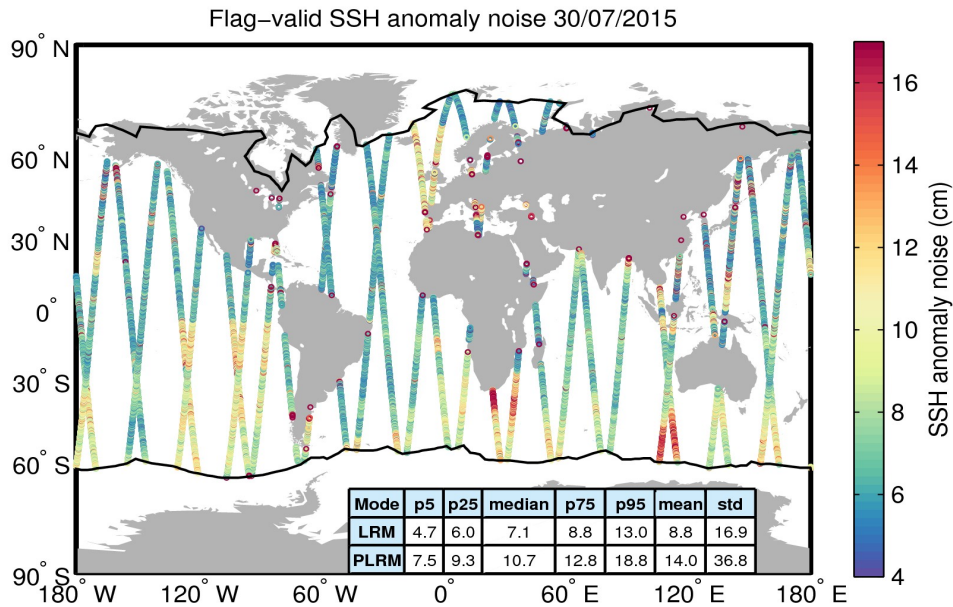 Flag−valid SSH anomaly noise 30/07/2015
90° N
60° N
30° N
0°
30° S
60° S
90° S
180° W
120° W
60° W
0°
60° E
120° E
180° E
16
14
12
10
8
6
4
SSH anomaly noise (cm)
Mode p5 p25 median p75 p95 mean std
LRM 4.7 6.0 7.1 8.8 13.0 8.8 16.9
PLRM 7.5 9.3 10.7 12.8 18.8 14.0 36.8